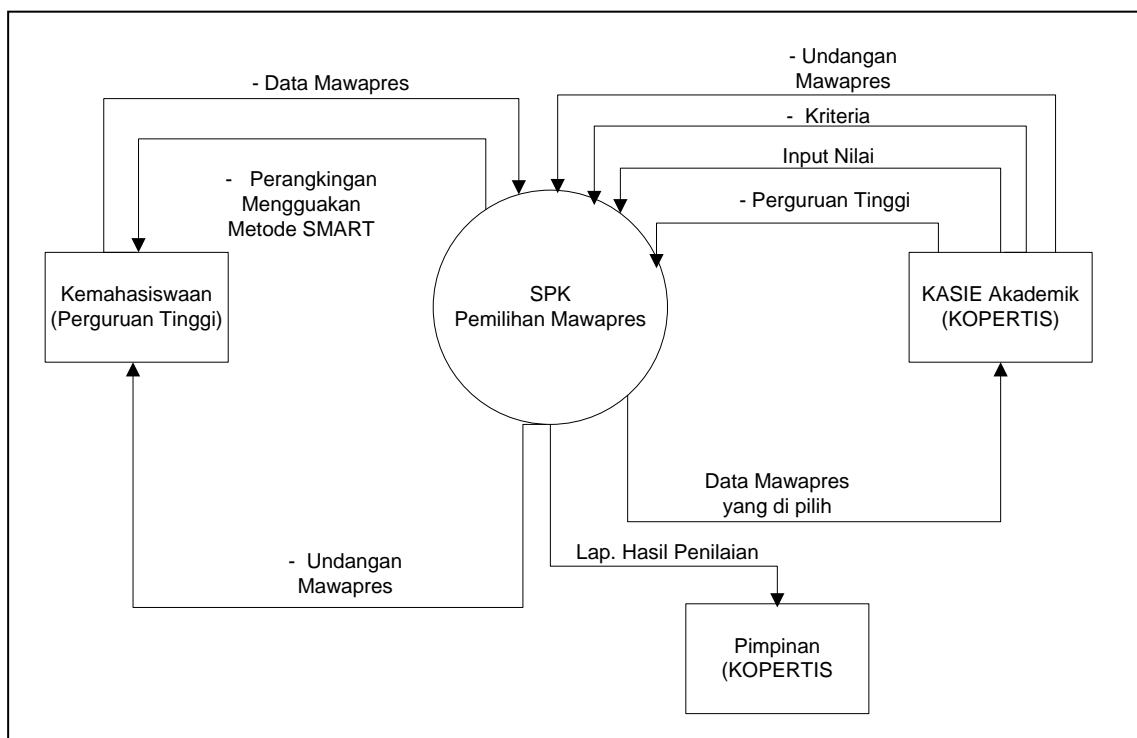 - Undangan
Mawapres
- Data Mawapres
- Kriteria
Input Nilai
- Perangkingan
Mengguakan
Metode SMART
- Perguruan Tinggi
Kemahasiswaan
(Perguruan Tinggi)
SPK
Pemilihan Mawapres
KASIE Akademik
(KOPERTIS)
Data Mawapres
yang di pilih
- Undangan
Mawapres
Lap. Hasil Penilaian
Pimpinan
(KOPERTIS